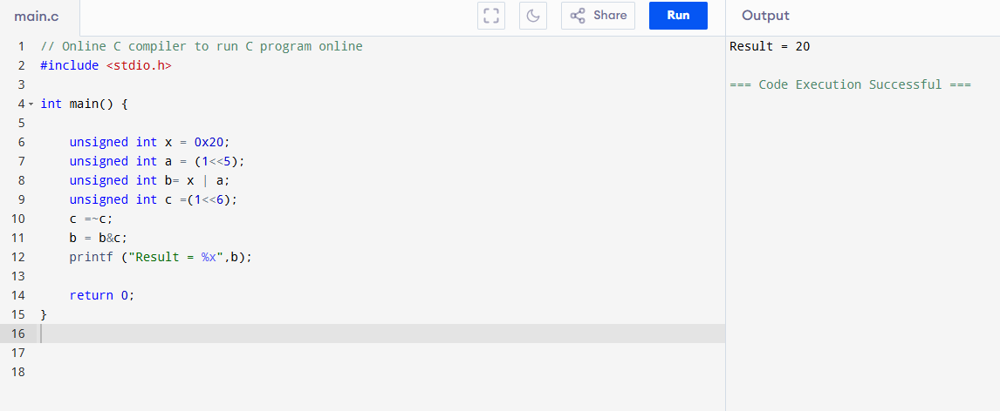 main.c
Share
Run
Output
1 // Online C compiler to run C program online
2 #include <stdio.h>
3
4 int main() {
5
6     unsigned int x = 0x20;
7     unsigned int a = (1<<5);
8     unsigned int b= x | a;
9     unsigned int c =(1<<6);
10     c =~c;
11     b = b&c;
12     printf ("Result = %x",b);
13
14     return 0;
15 }
16
17
18
Result = 20
=== Code Execution Successful ===